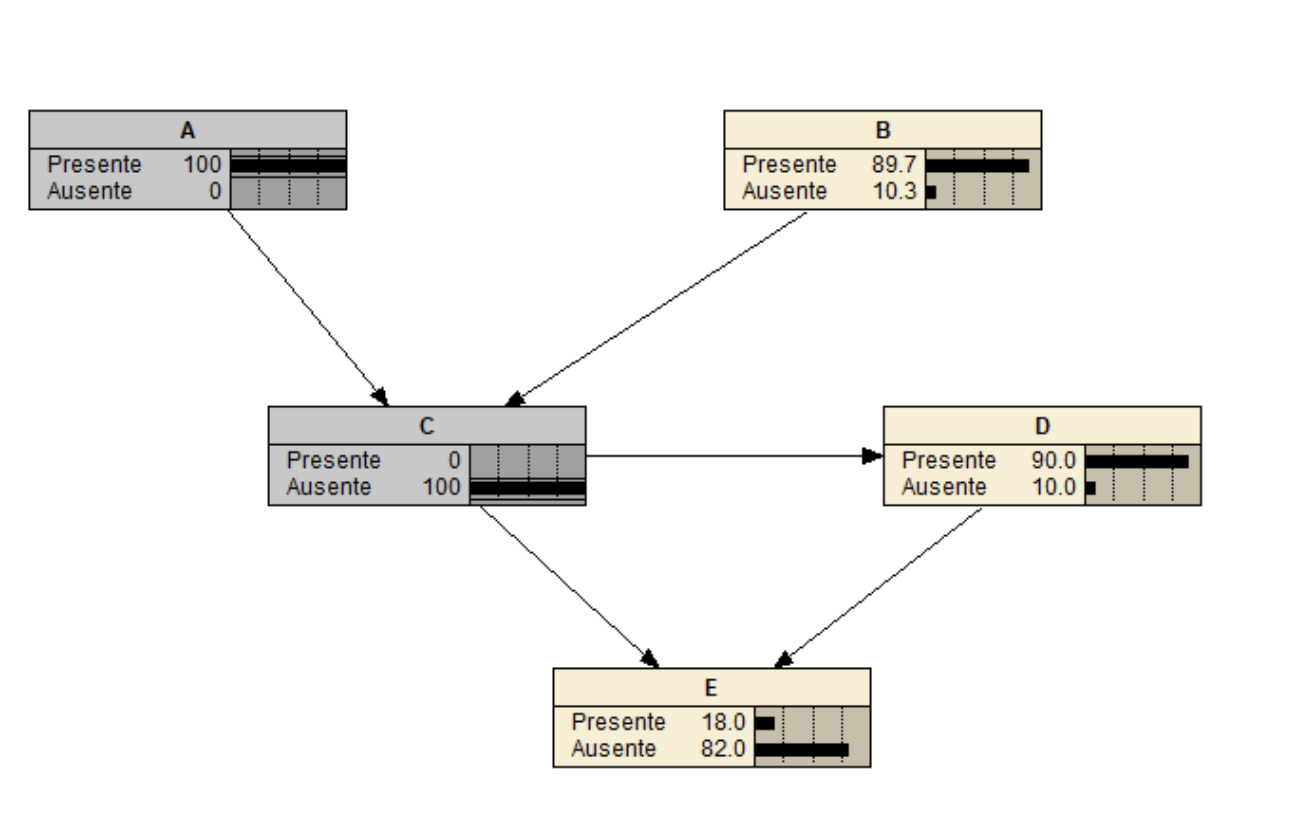 A
Presente 100
Ausente 0
B
Presente 89.7
Ausente 10.3
C
Presente 0
Ausente 100
D
Presente 90.0
Ausente 10.0
E
Presente 18.0
Ausente 82.0